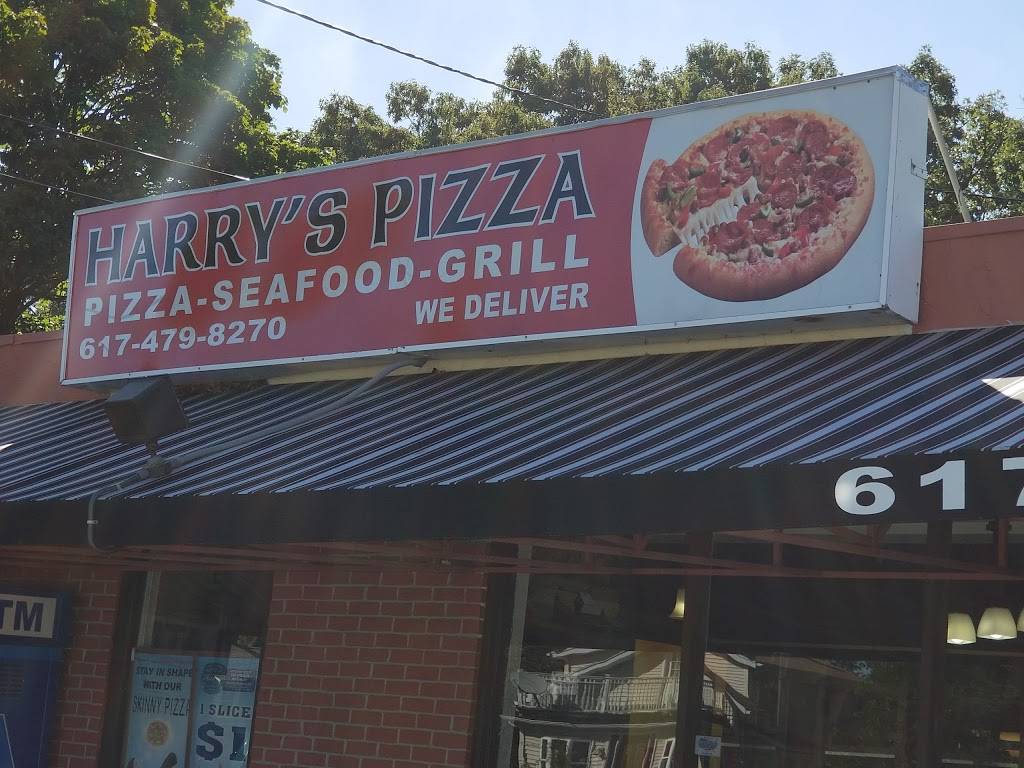 HARRY'S PIZZA
PIZZA-SEAFOOD-GRILL
617-479-8270
WE DELIVER
617
TM
STAY IN SHAPE
WITH OUR
SKINNY PIZZA
1 SLICE
$1